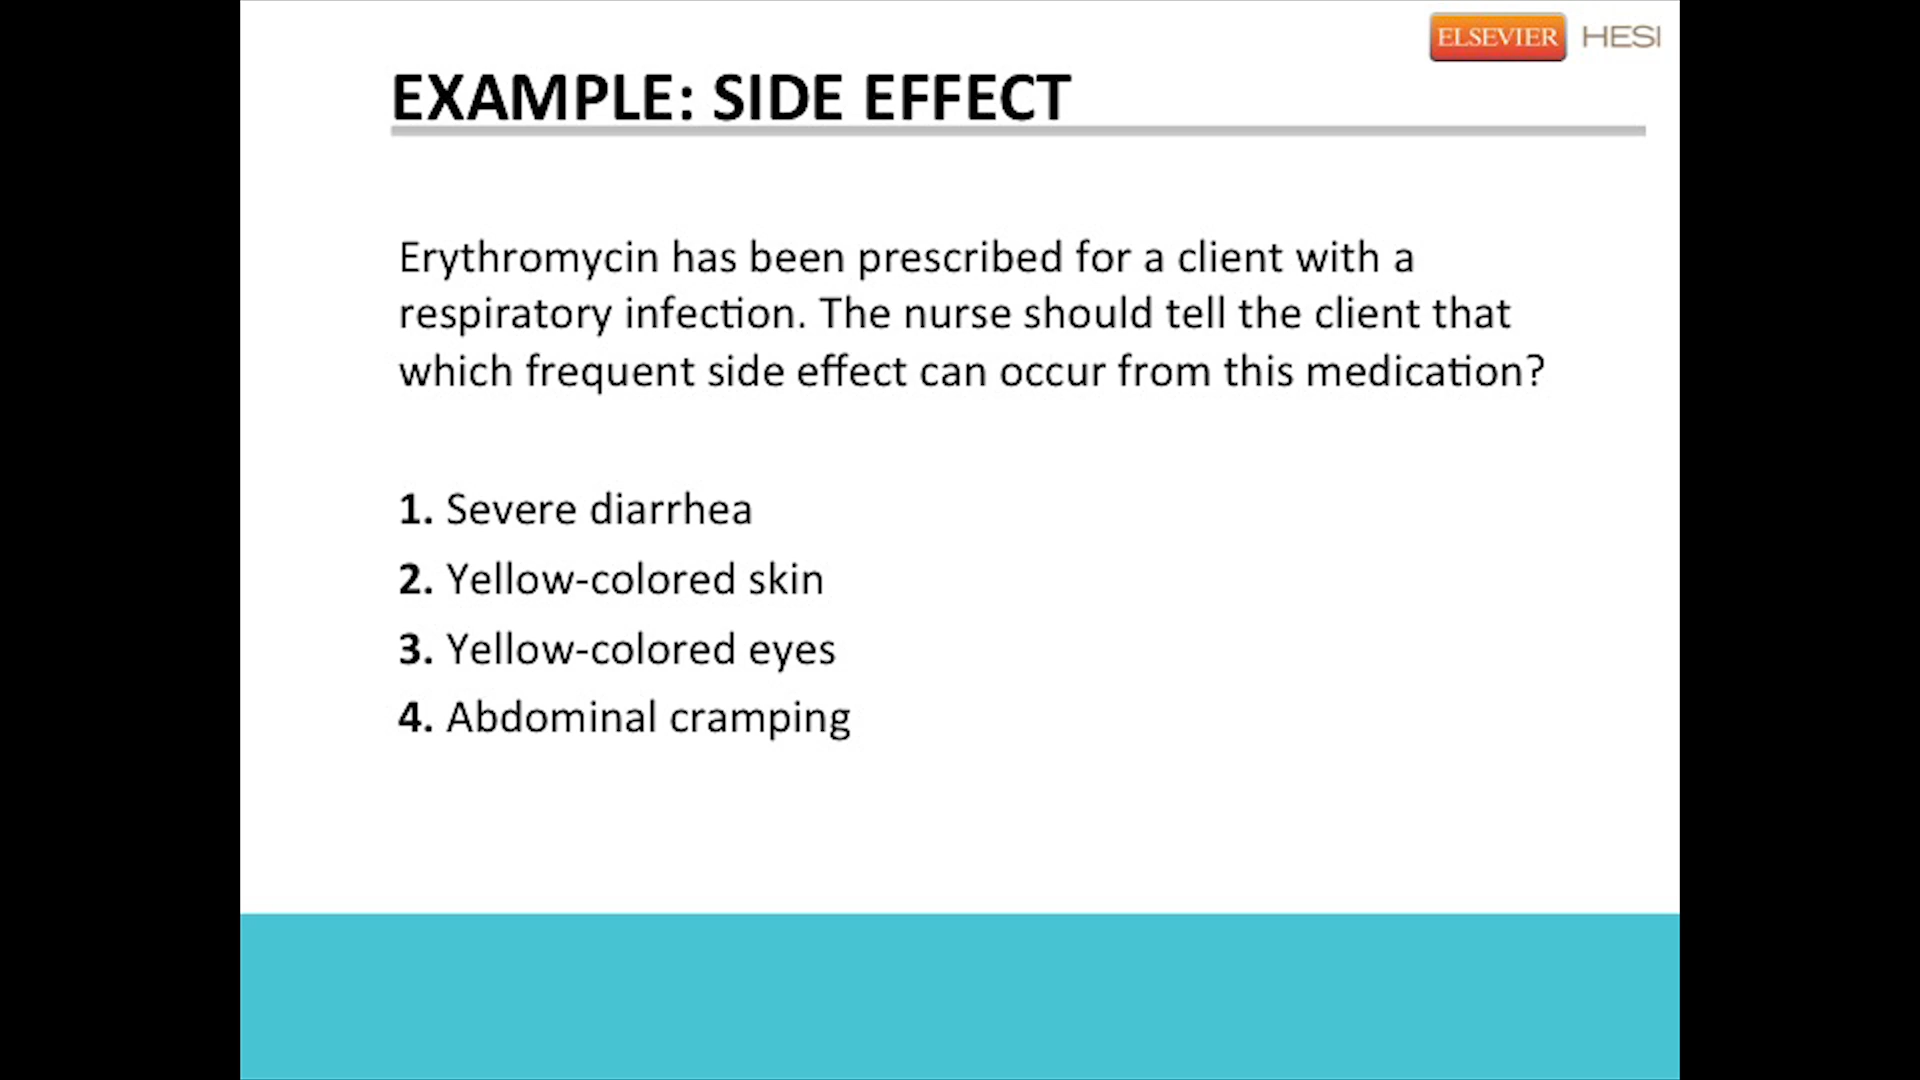 ELSEVIER HESI
EXAMPLE: SIDE EFFECT
Erythromycin has been prescribed for a client with a
respiratory infection. The nurse should tell the client that
which frequent side effect can occur from this medication?
1. Severe diarrhea
2. Yellow-colored skin
3. Yellow-colored eyes
4. Abdominal cramping